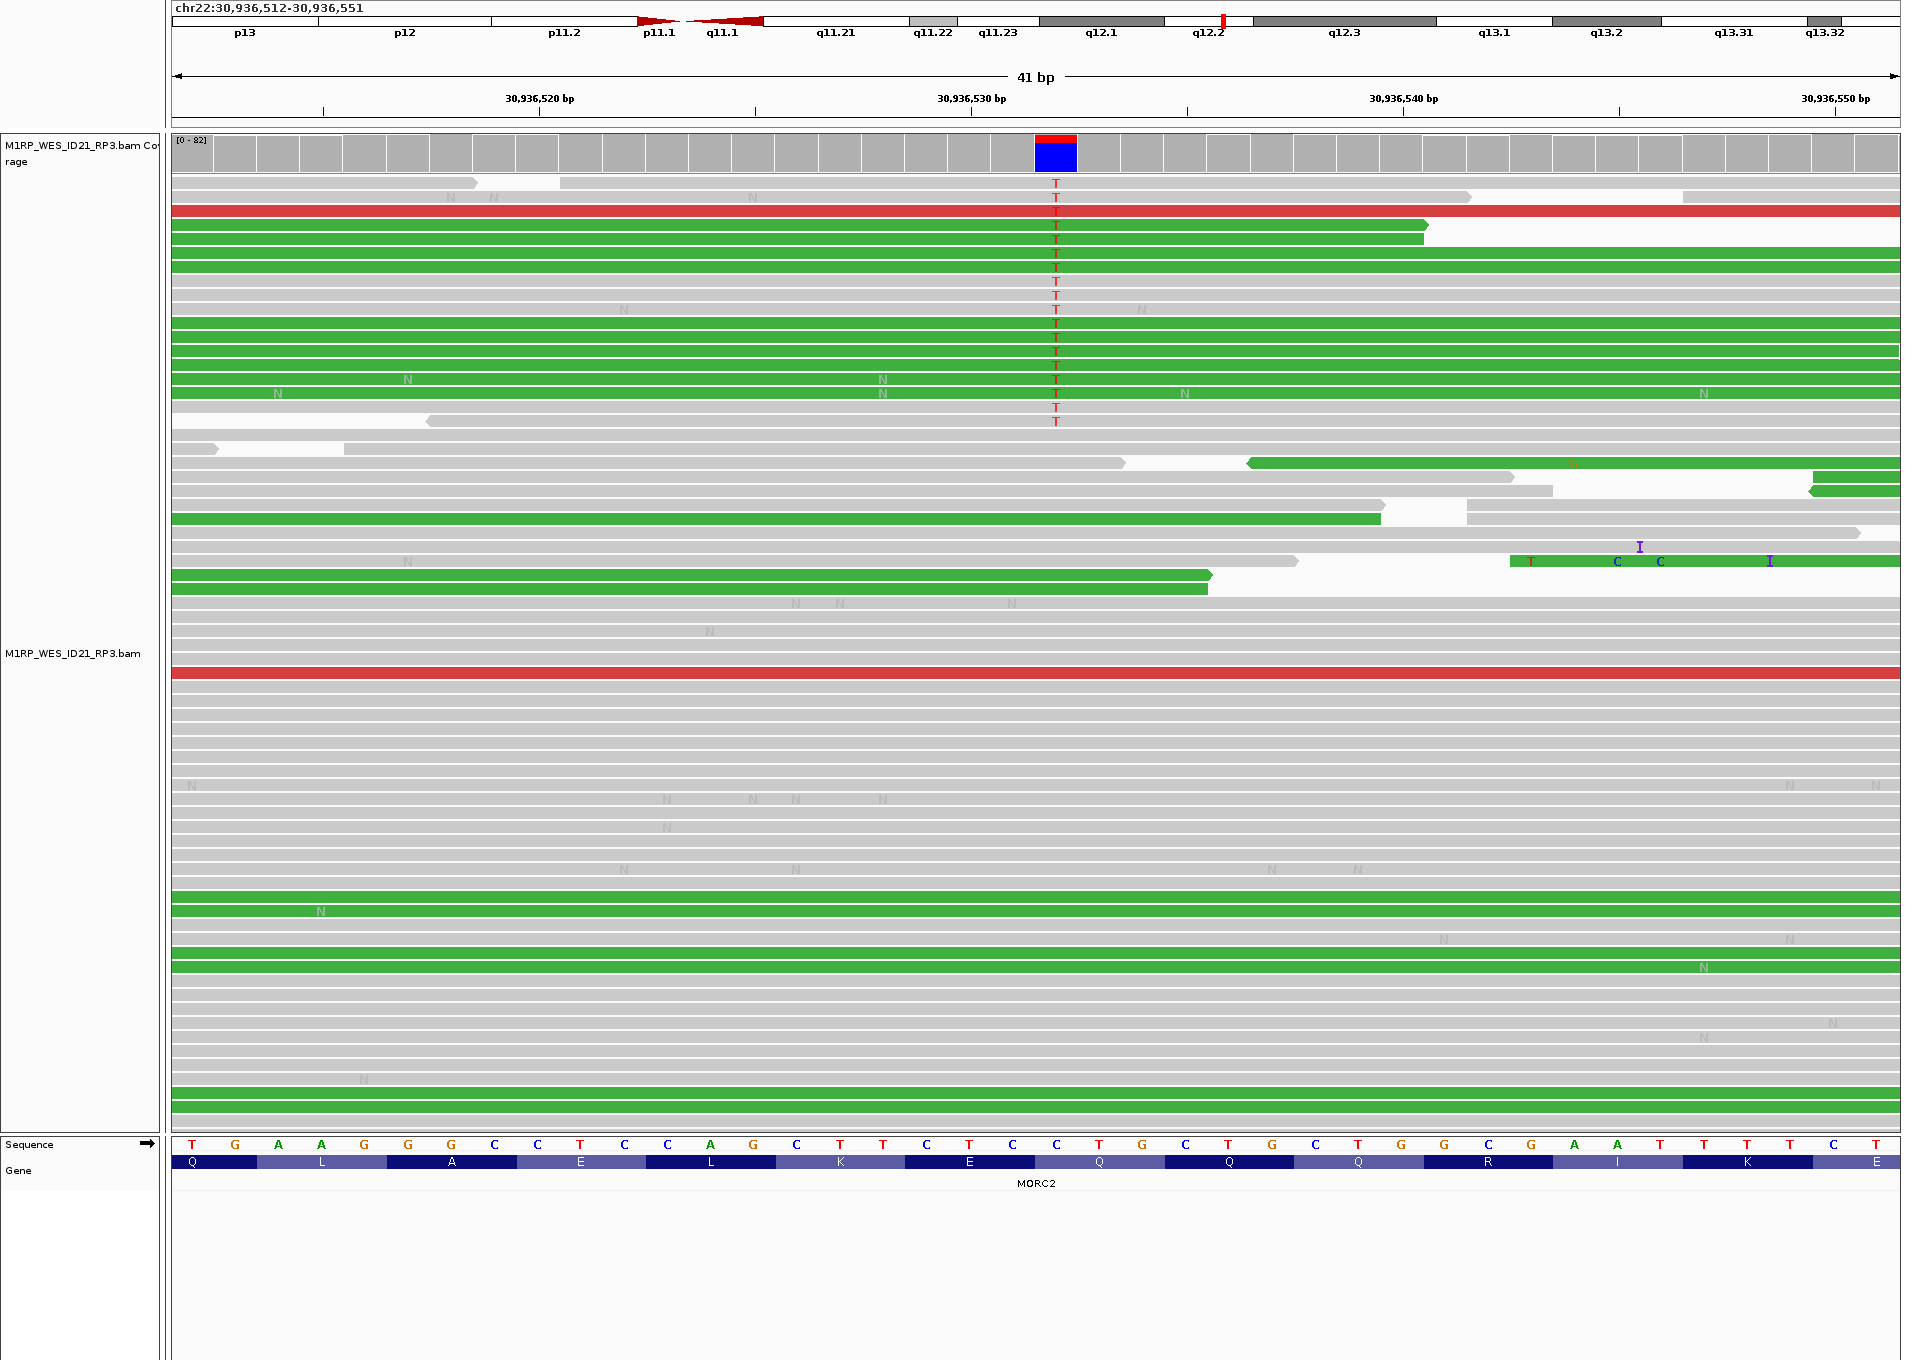 chr22:30,936,512-30,936,551
p13 p12 p11.2 p11.1 q11.1 q11.21 q11.22 q11.23 q12.1 q12.2 q12.3 q13.1 q13.2 q13.31 q13.32
41 bp
30,936,520 bp 30,936,530 bp 30,936,540 bp 30,936,550 bp
M1RP_WES_ID21_RP3.bam Co
rage
[0 - 82]
T
N N N T
T
T
T
T
T
T
T
N T N
T
T
T
T
N N T
N N T N N
T
T
I
N T C C I
N N N
N
M1RP_WES_ID21_RP3.bam
N N N
N N N N
N
N N N N
N
N N
N
N
N
N
Sequence T G A A G G G C C T C C A G C T T C T C C T G C T G C T G G C G A A T T T T C T
Q L A E L K E Q Q Q R I K E
Gene
MORC2